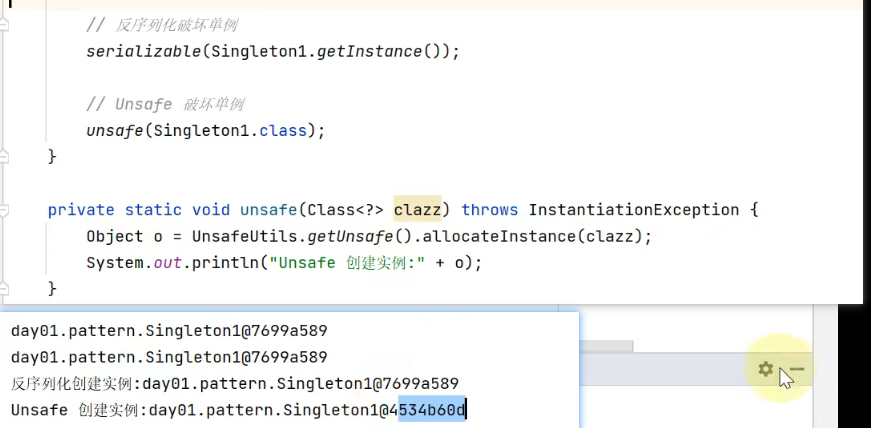 // 反序列化破坏单例
serializable(Singleton1.getInstance());
// Unsafe 破坏单例
unsafe(Singleton1.class);
}
private static void unsafe(Class<?> clazz) throws InstantiationException {
Object o = UnsafeUtils.getUnsafe().allocateInstance(clazz);
System.out.println("Unsafe 创建实例:" + o);
}
day01.pattern.Singleton1@7699a589
day01.pattern.Singleton1@7699a589
反序列化创建实例:day01.pattern.Singleton1@7699a589
Unsafe 创建实例:day01.pattern.Singleton1@4534b60d